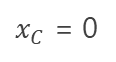 x_C = 0